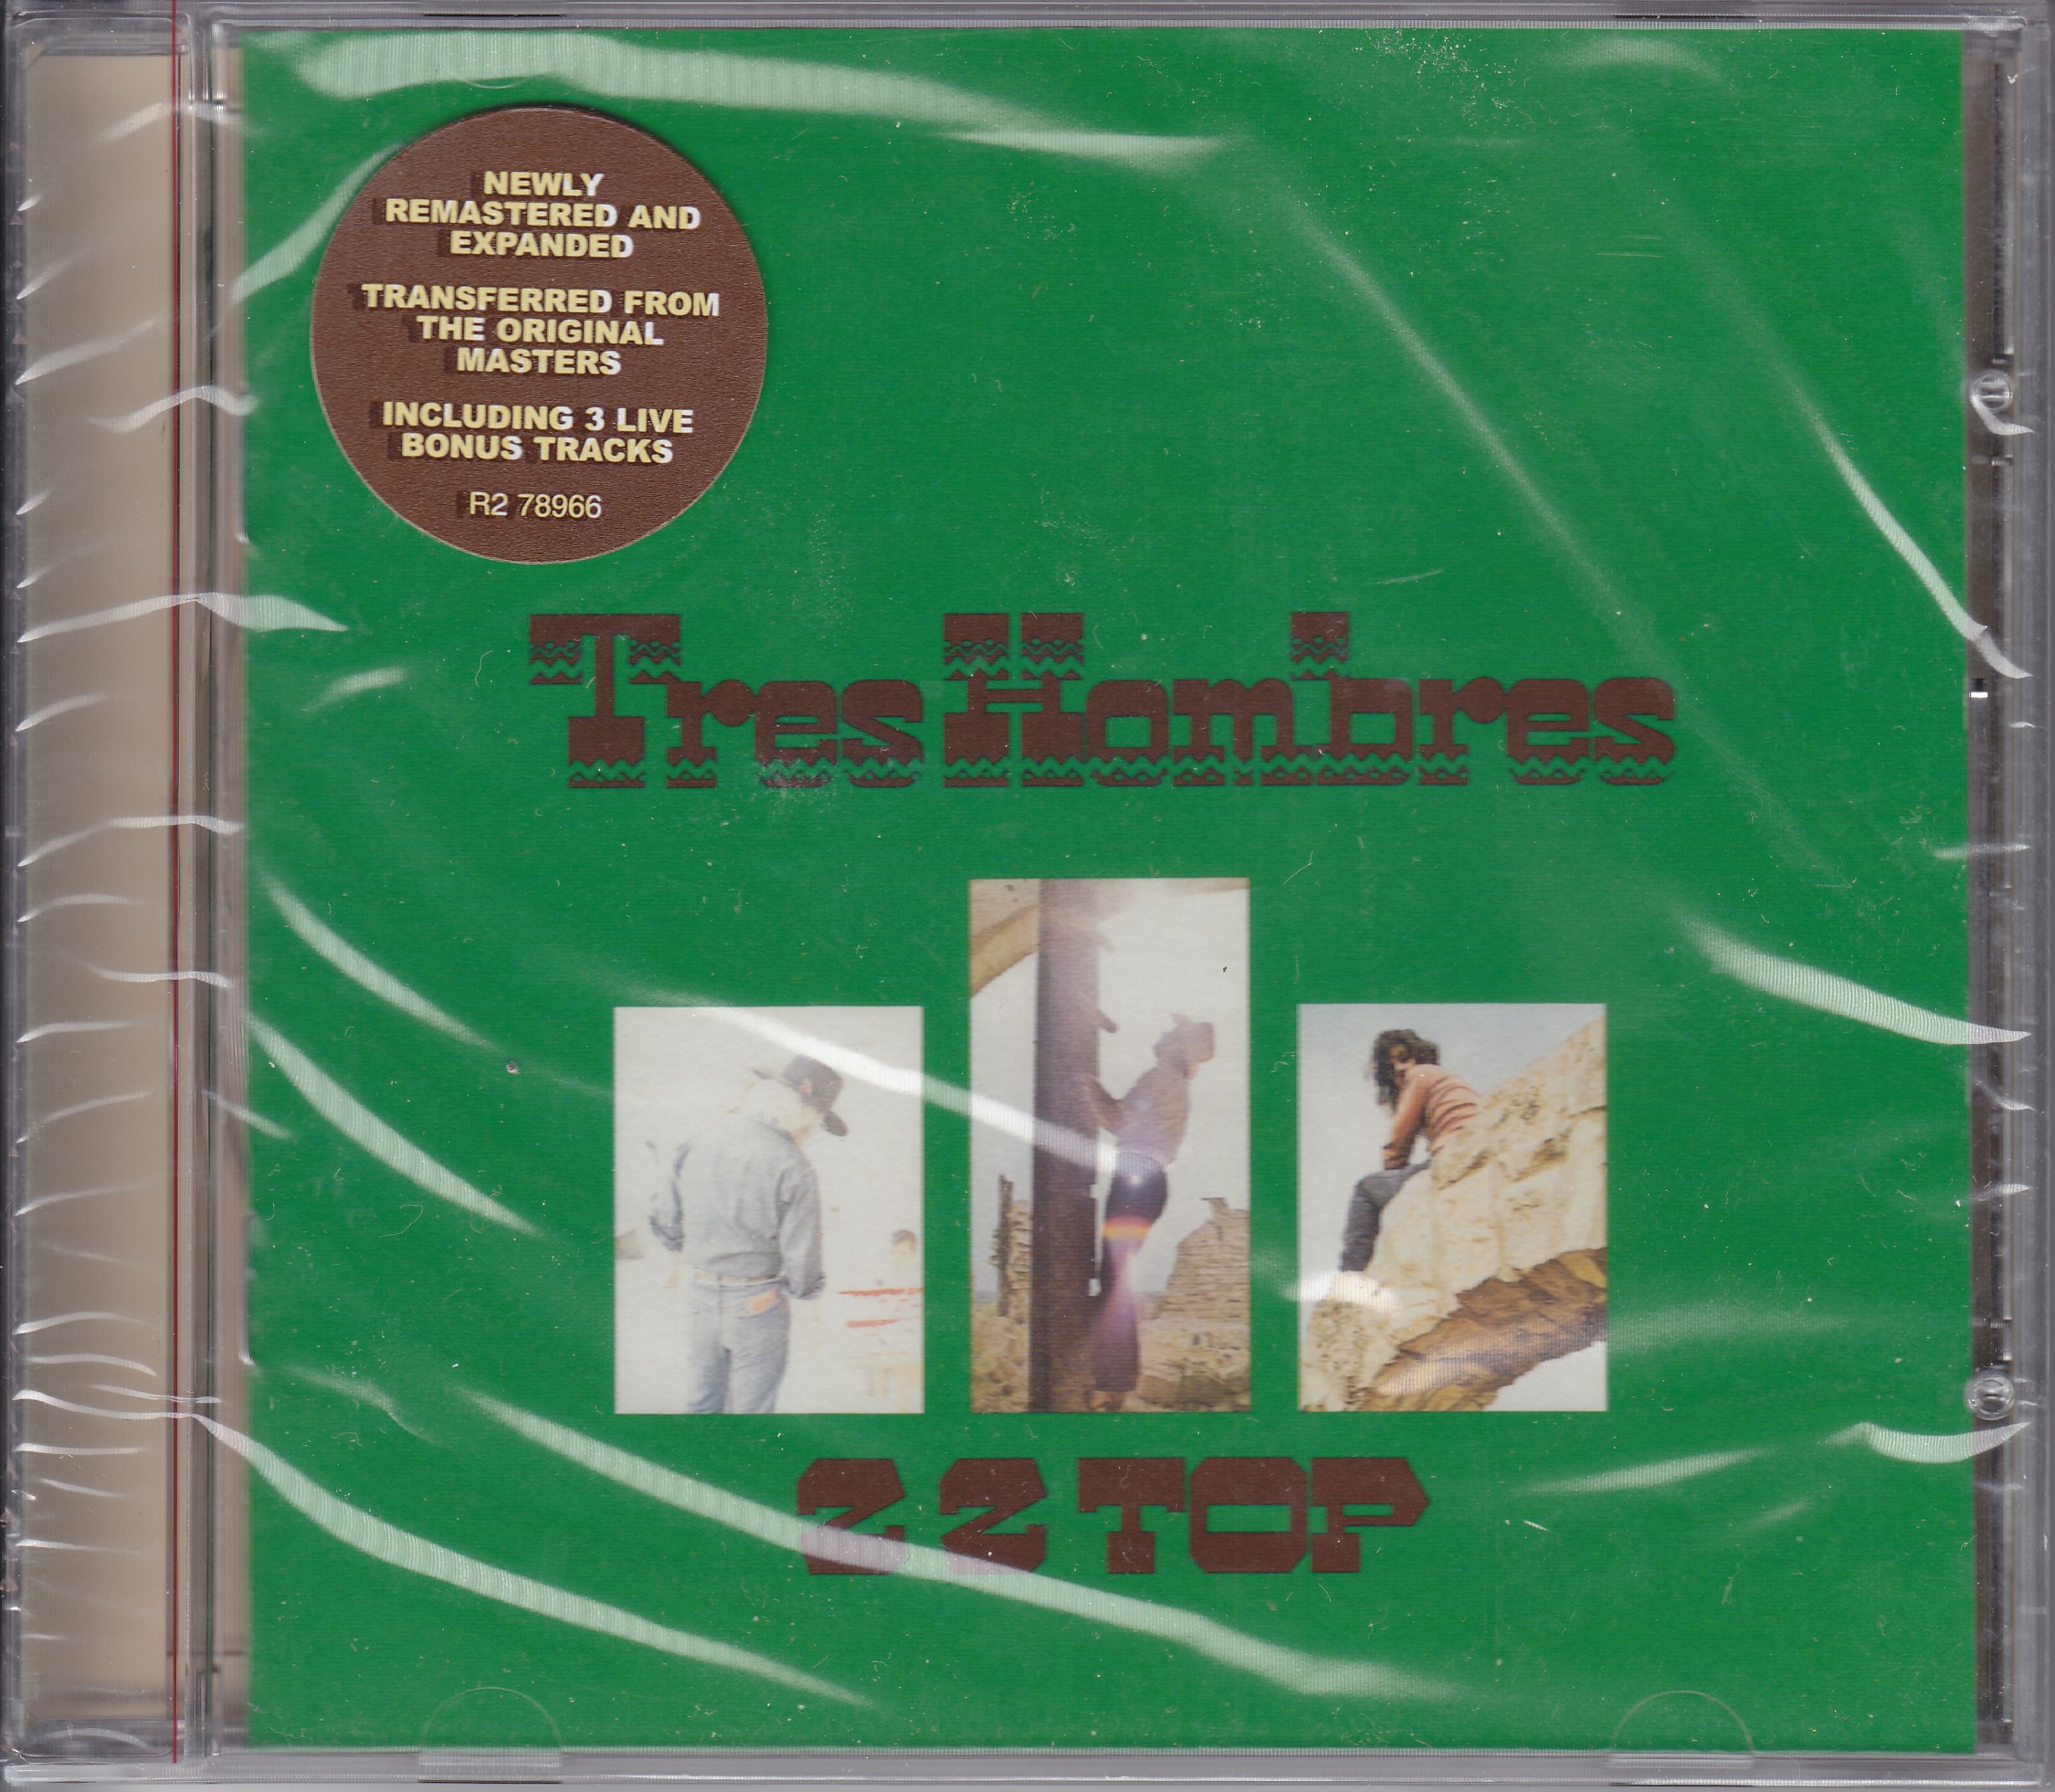 NEWLY
REMASTERED AND
EXPANDED
TRANSFERRED FROM
THE ORIGINAL
MASTERS
INCLUDING 3 LIVE
BONUS TRACKS
R2 78966
Tres Hombres
ZZ TOP